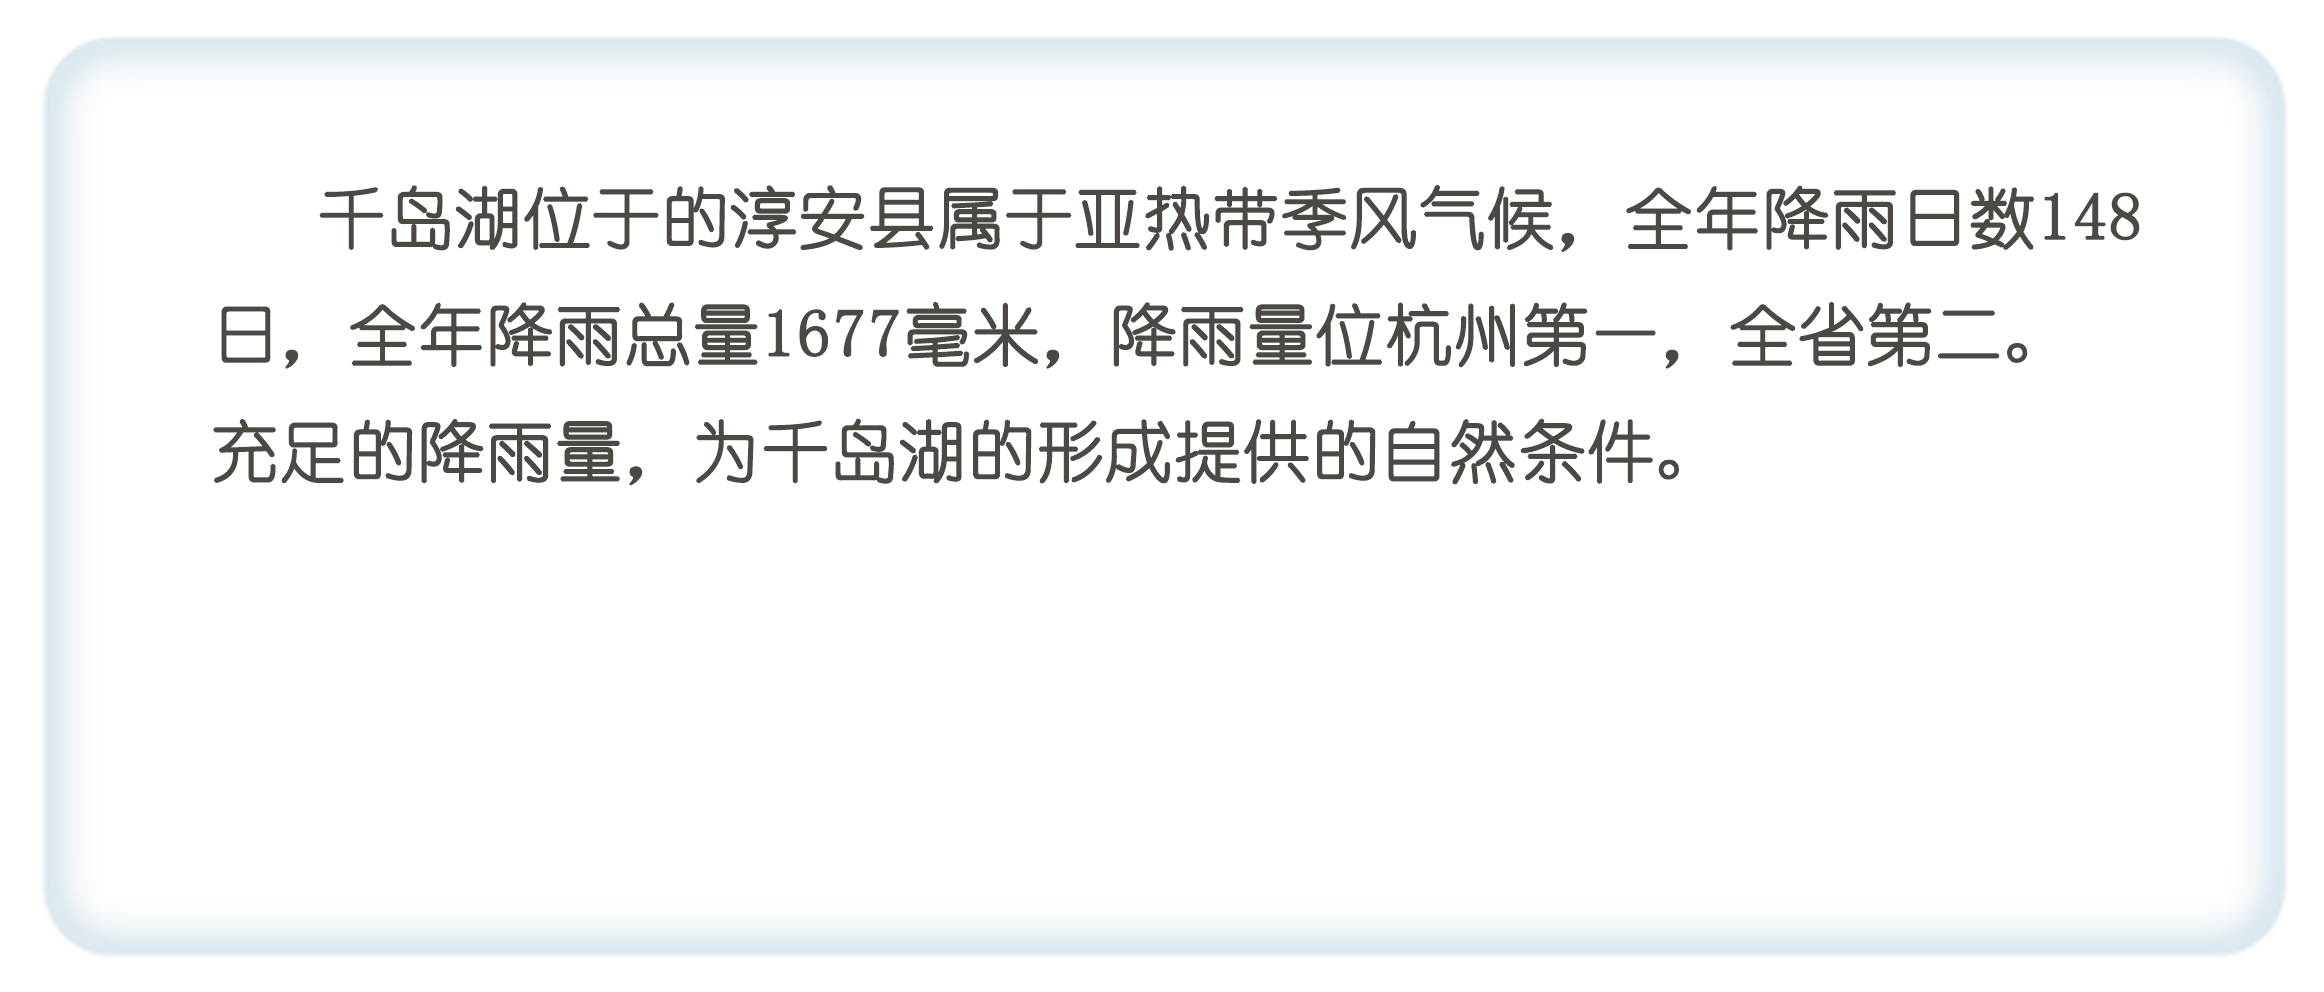 千岛湖位于的淳安县属于亚热带季风气候，全年降雨日数148
日，全年降雨总量1677毫米，降雨量位杭州第一，全省第二。
充足的降雨量，为千岛湖的形成提供的自然条件。